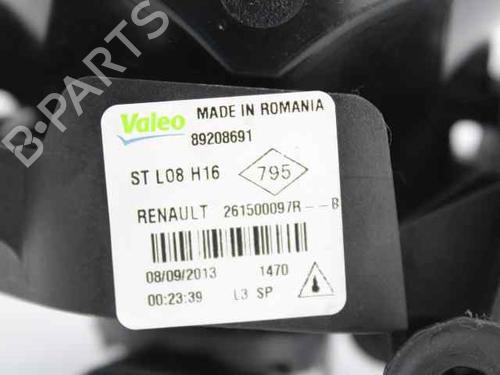 B-PARTS
Valeo MADE IN ROMANIA
89208691
ST L08 H16 795
RENAULT 261500097R--B
08/09/2013 1470
00:23:39 L3 SP